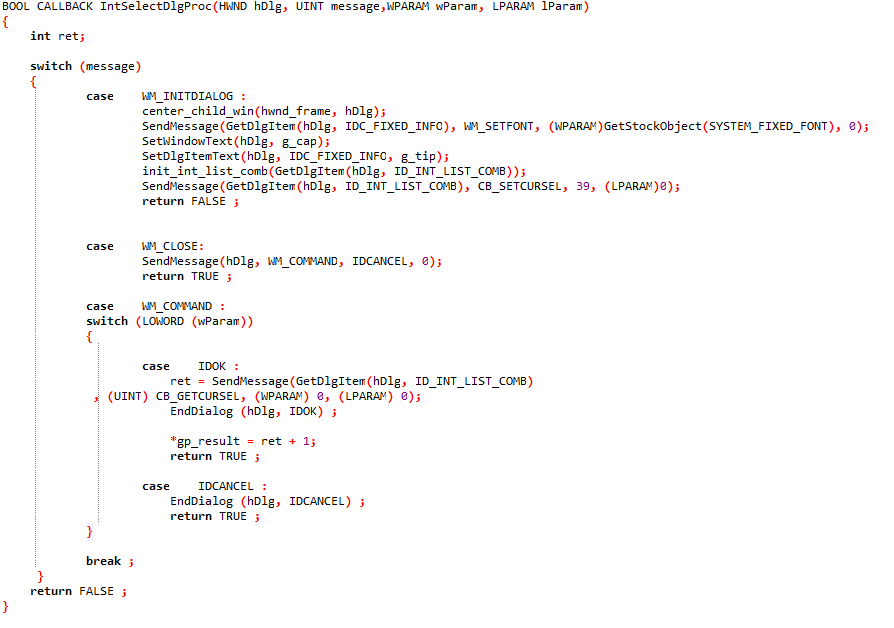 BOOL CALLBACK IntSelectDlgProc(HWND hDlg, UINT message,WPARAM wParam, LPARAM lParam)
{
    int ret;
    switch (message)
    {
            case    WM_INITDIALOG :
                    center_child_win(hwnd_frame, hDlg);
                    SendMessage(GetDlgItem(hDlg, IDC_FIXED_INFO), WM_SETFONT, (WPARAM)GetStockObject(SYSTEM_FIXED_FONT), 0);
                    SetWindowText(hDlg, g_cap);
                    SetDlgItemText(hDlg, IDC_FIXED_INFO, g_tip);
                    init_int_list_comb(GetDlgItem(hDlg, ID_INT_LIST_COMB));
                    SendMessage(GetDlgItem(hDlg, ID_INT_LIST_COMB), CB_SETCURSEL, 39, (LPARAM)0);
                    return FALSE ;
            case    WM_CLOSE:
                    SendMessage(hDlg, WM_COMMAND, IDCANCEL, 0);
                    return TRUE ;
            case    WM_COMMAND :
            switch (LOWORD (wParam))
            {
                    case    IDOK :
                        ret = SendMessage(GetDlgItem(hDlg, ID_INT_LIST_COMB)
             , (UINT) CB_GETCURSEL, (WPARAM) 0, (LPARAM) 0);
                        EndDialog (hDlg, IDOK) ;
                        *gp_result = ret + 1;
                        return TRUE ;
                    case    IDCANCEL :
                        EndDialog (hDlg, IDCANCEL) ;
                        return TRUE ;
            }
            break ;
     }
    return FALSE ;
}